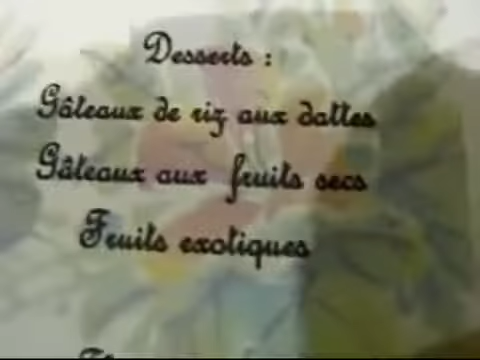 Desserts :
Gâteaux de riz aux dattes
Gâteaux aux fruits secs
Fruits exotiques